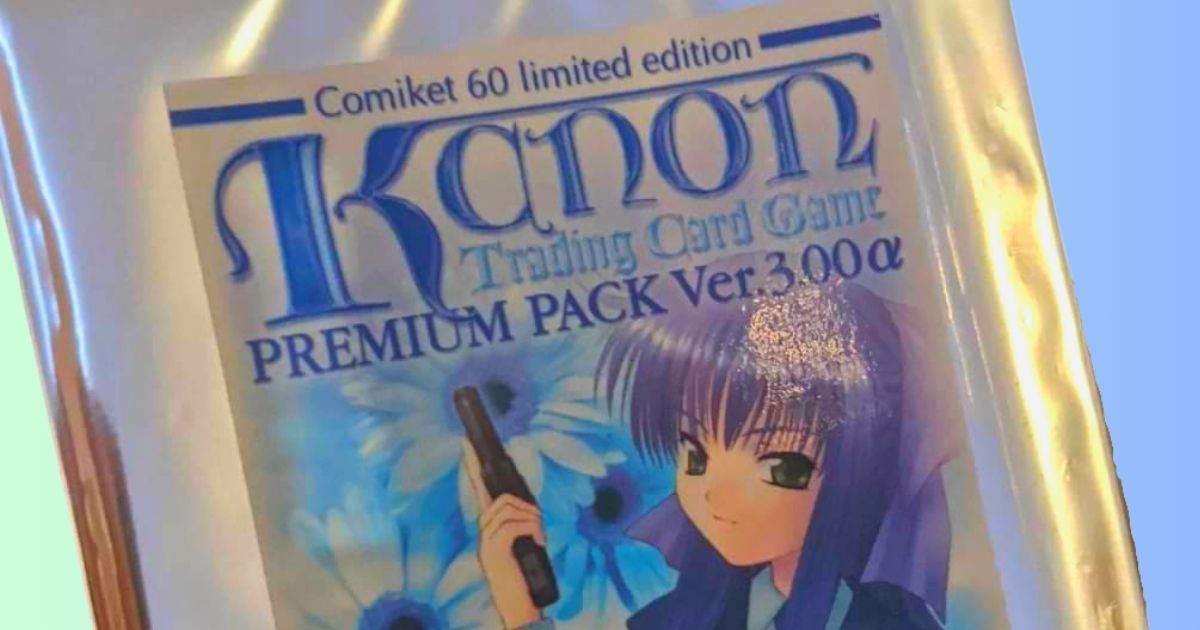 Comiket 60 limited edition
Kanon
Trading Card Game
PREMIUM PACK Ver.3.00α